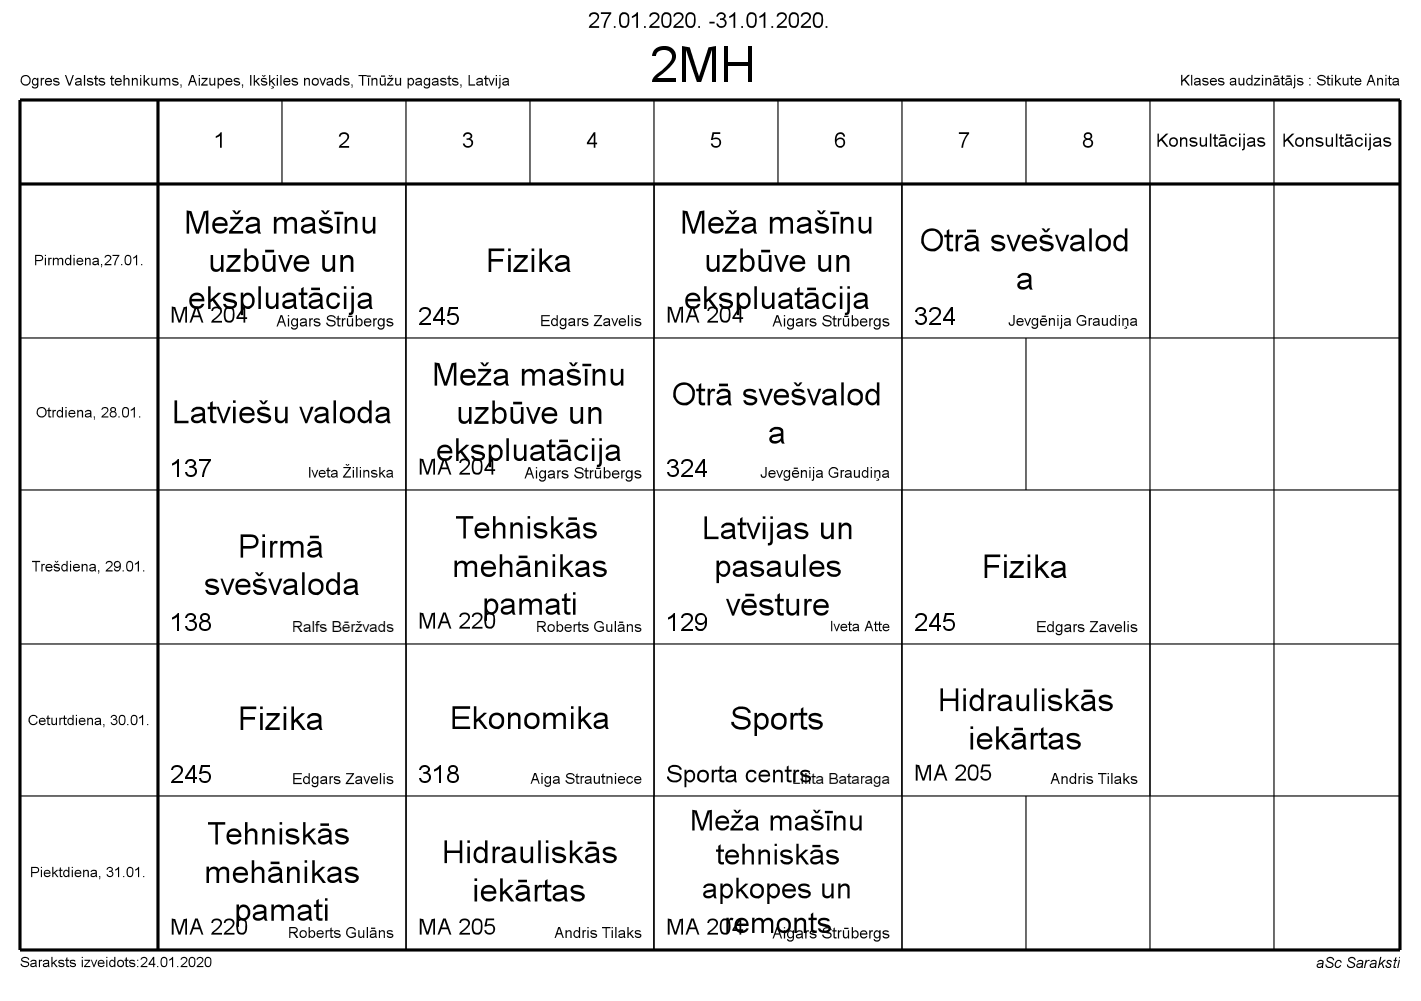 27.01.2020. -31.01.2020.
2MH
Ogres Valsts tehnikums, Aizupes, Ikšķiles novads, Tīnūžu pagasts, Latvija
Klases audzinātājs : Stikute Anita
1 2 3 4 5 6 7 8 Konsultācijas Konsultācijas
Pirmdiena,27.01.
Meža mašīnu
uzbūve un
ekspluatācija
MA 204 Aigars Strūbergs
Fizika
245 Edgars Zavelis
Meža mašīnu
uzbūve un
ekspluatācija
MA 204 Aigars Strūbergs
Otrā svešvalod
a
324 Jevgēnija Graudiņa
Otrdiena, 28.01.
Latviešu valoda
137 Iveta Žilinska
Meža mašīnu
uzbūve un
ekspluatācija
MA 204 Aigars Strūbergs
Otrā svešvalod
a
324 Jevgēnija Graudiņa
Trešdiena, 29.01.
Pirmā
svešvaloda
138 Ralfs Bēržvads
Tehniskās
mehānikas
pamati
MA 220 Roberts Gulāns
Latvijas un
pasaules
vēsture
129 Iveta Atte
Fizika
245 Edgars Zavelis
Ceturtdiena, 30.01.
Fizika
245 Edgars Zavelis
Ekonomika
318 Aiga Strautniece
Sports
Sporta centrs Bataraga
Hidrauliskās
iekārtas
MA 205 Andris Tilaks
Piektdiena, 31.01.
Tehniskās
mehānikas
pamati
MA 220 Roberts Gulāns
Hidrauliskās
iekārtas
MA 205 Andris Tilaks
Meža mašīnu
tehniskās
apkopes un
remonts
MA 204 Aigars Strūbergs
Saraksts izveidots:24.01.2020
aSc Saraksti